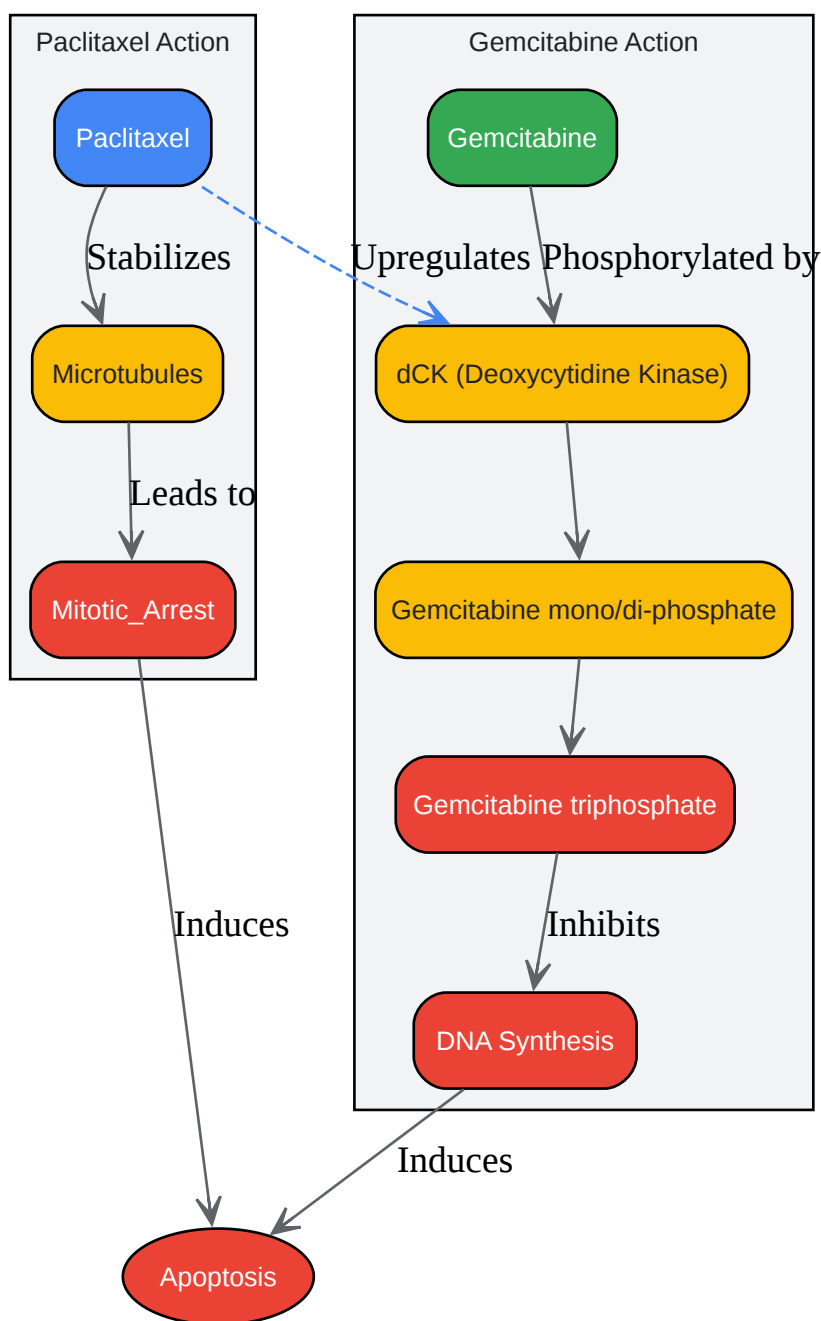 Paclitaxel Action
Gemcitabine Action
Paclitaxel
Gemcitabine
Stabilizes
Upregulates
Phosphorylated by
Microtubules
dCK (Deoxycytidine Kinase)
Leads to
Mitotic_Arrest
Gemcitabine mono/di-phosphate
Gemcitabine triphosphate
Induces
Inhibits
DNA Synthesis
Induces
Apoptosis